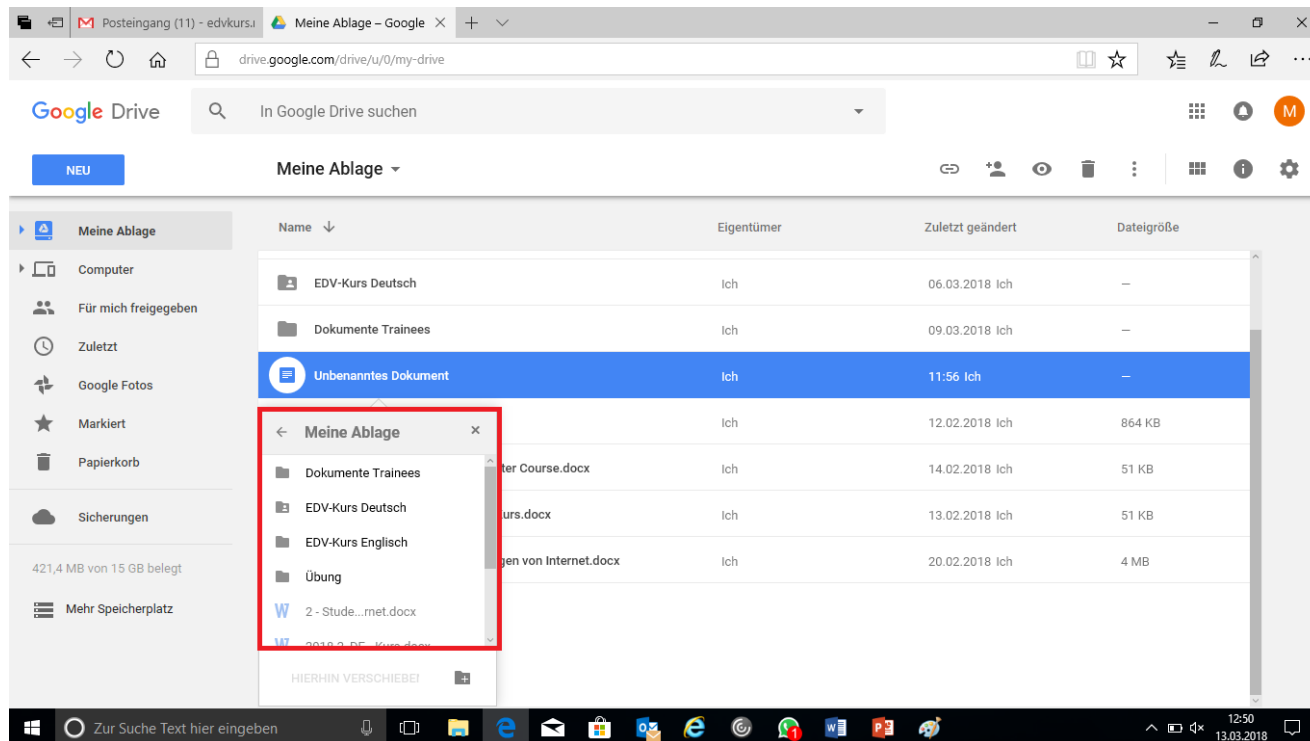 Posteingang (11) - edvkurs.
Meine Ablage – Google
drive.google.com/drive/u/0/my-drive
Google Drive
In Google Drive suchen
M
NEU
Meine Ablage
Meine Ablage
Computer
Für mich freigegeben
Zuletzt
Google Fotos
Markiert
Papierkorb
Sicherungen
421,4 MB von 15 GB belegt
Mehr Speicherplatz
Name Eigentümer Zuletzt geändert Dateigröße
EDV-Kurs Deutsch Ich 06.03.2018 Ich –
Dokumente Trainees Ich 09.03.2018 Ich –
Unbenanntes Dokument Ich 11:56 Ich –
Ich 12.02.2018 Ich 864 KB
ter Course.docx Ich 14.02.2018 Ich 51 KB
urs.docx Ich 13.02.2018 Ich 51 KB
gen von Internet.docx Ich 20.02.2018 Ich 4 MB
Meine Ablage
Dokumente Trainees
EDV-Kurs Deutsch
EDV-Kurs Englisch
Übung
2 - Stude...rnet.docx
HIERHIN VERSCHIEBE
Zur Suche Text hier eingeben
1
12:50
13.03.2018